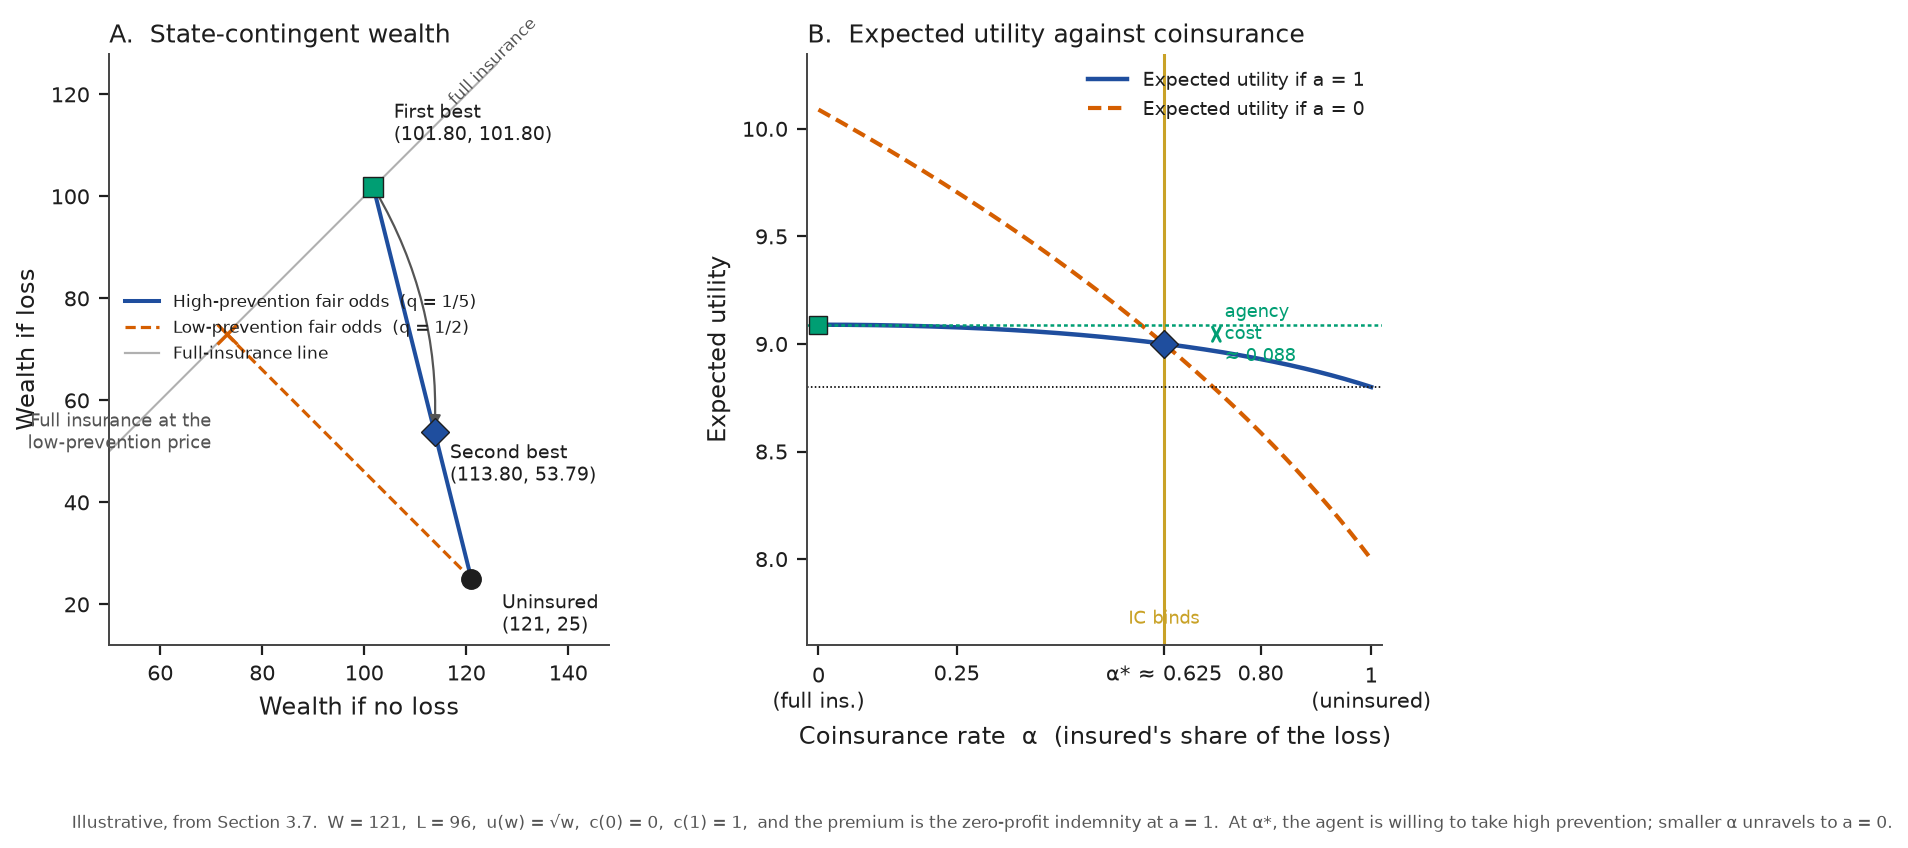 A.  State-contingent wealth
full insurance
First best
(101.80, 101.80)
120
100
80
60
40
20
Wealth if loss
High-prevention fair odds  (q = 1/5)
Low-prevention fair odds  (q = 1/2)
Full-insurance line
Full insurance at the
low-prevention price
Second best
(113.80, 53.79)
Uninsured
(121, 25)
60
80
100
120
140
Wealth if no loss
B.  Expected utility against coinsurance
Expected utility if a = 1
Expected utility if a = 0
10.0
9.5
9.0
8.5
8.0
Expected utility
agency
cost
≈ 0.088
IC binds
0
(full ins.)
0.25
α* ≈ 0.625
0.80
1
(uninsured)
Coinsurance rate  α  (insured's share of the loss)
Illustrative, from Section 3.7.  W = 121,  L = 96,  u(w) = √w,  c(0) = 0,  c(1) = 1,  and the premium is the zero-profit indemnity at a = 1.  At α*, the agent is willing to take high prevention; smaller α unravels to a = 0.